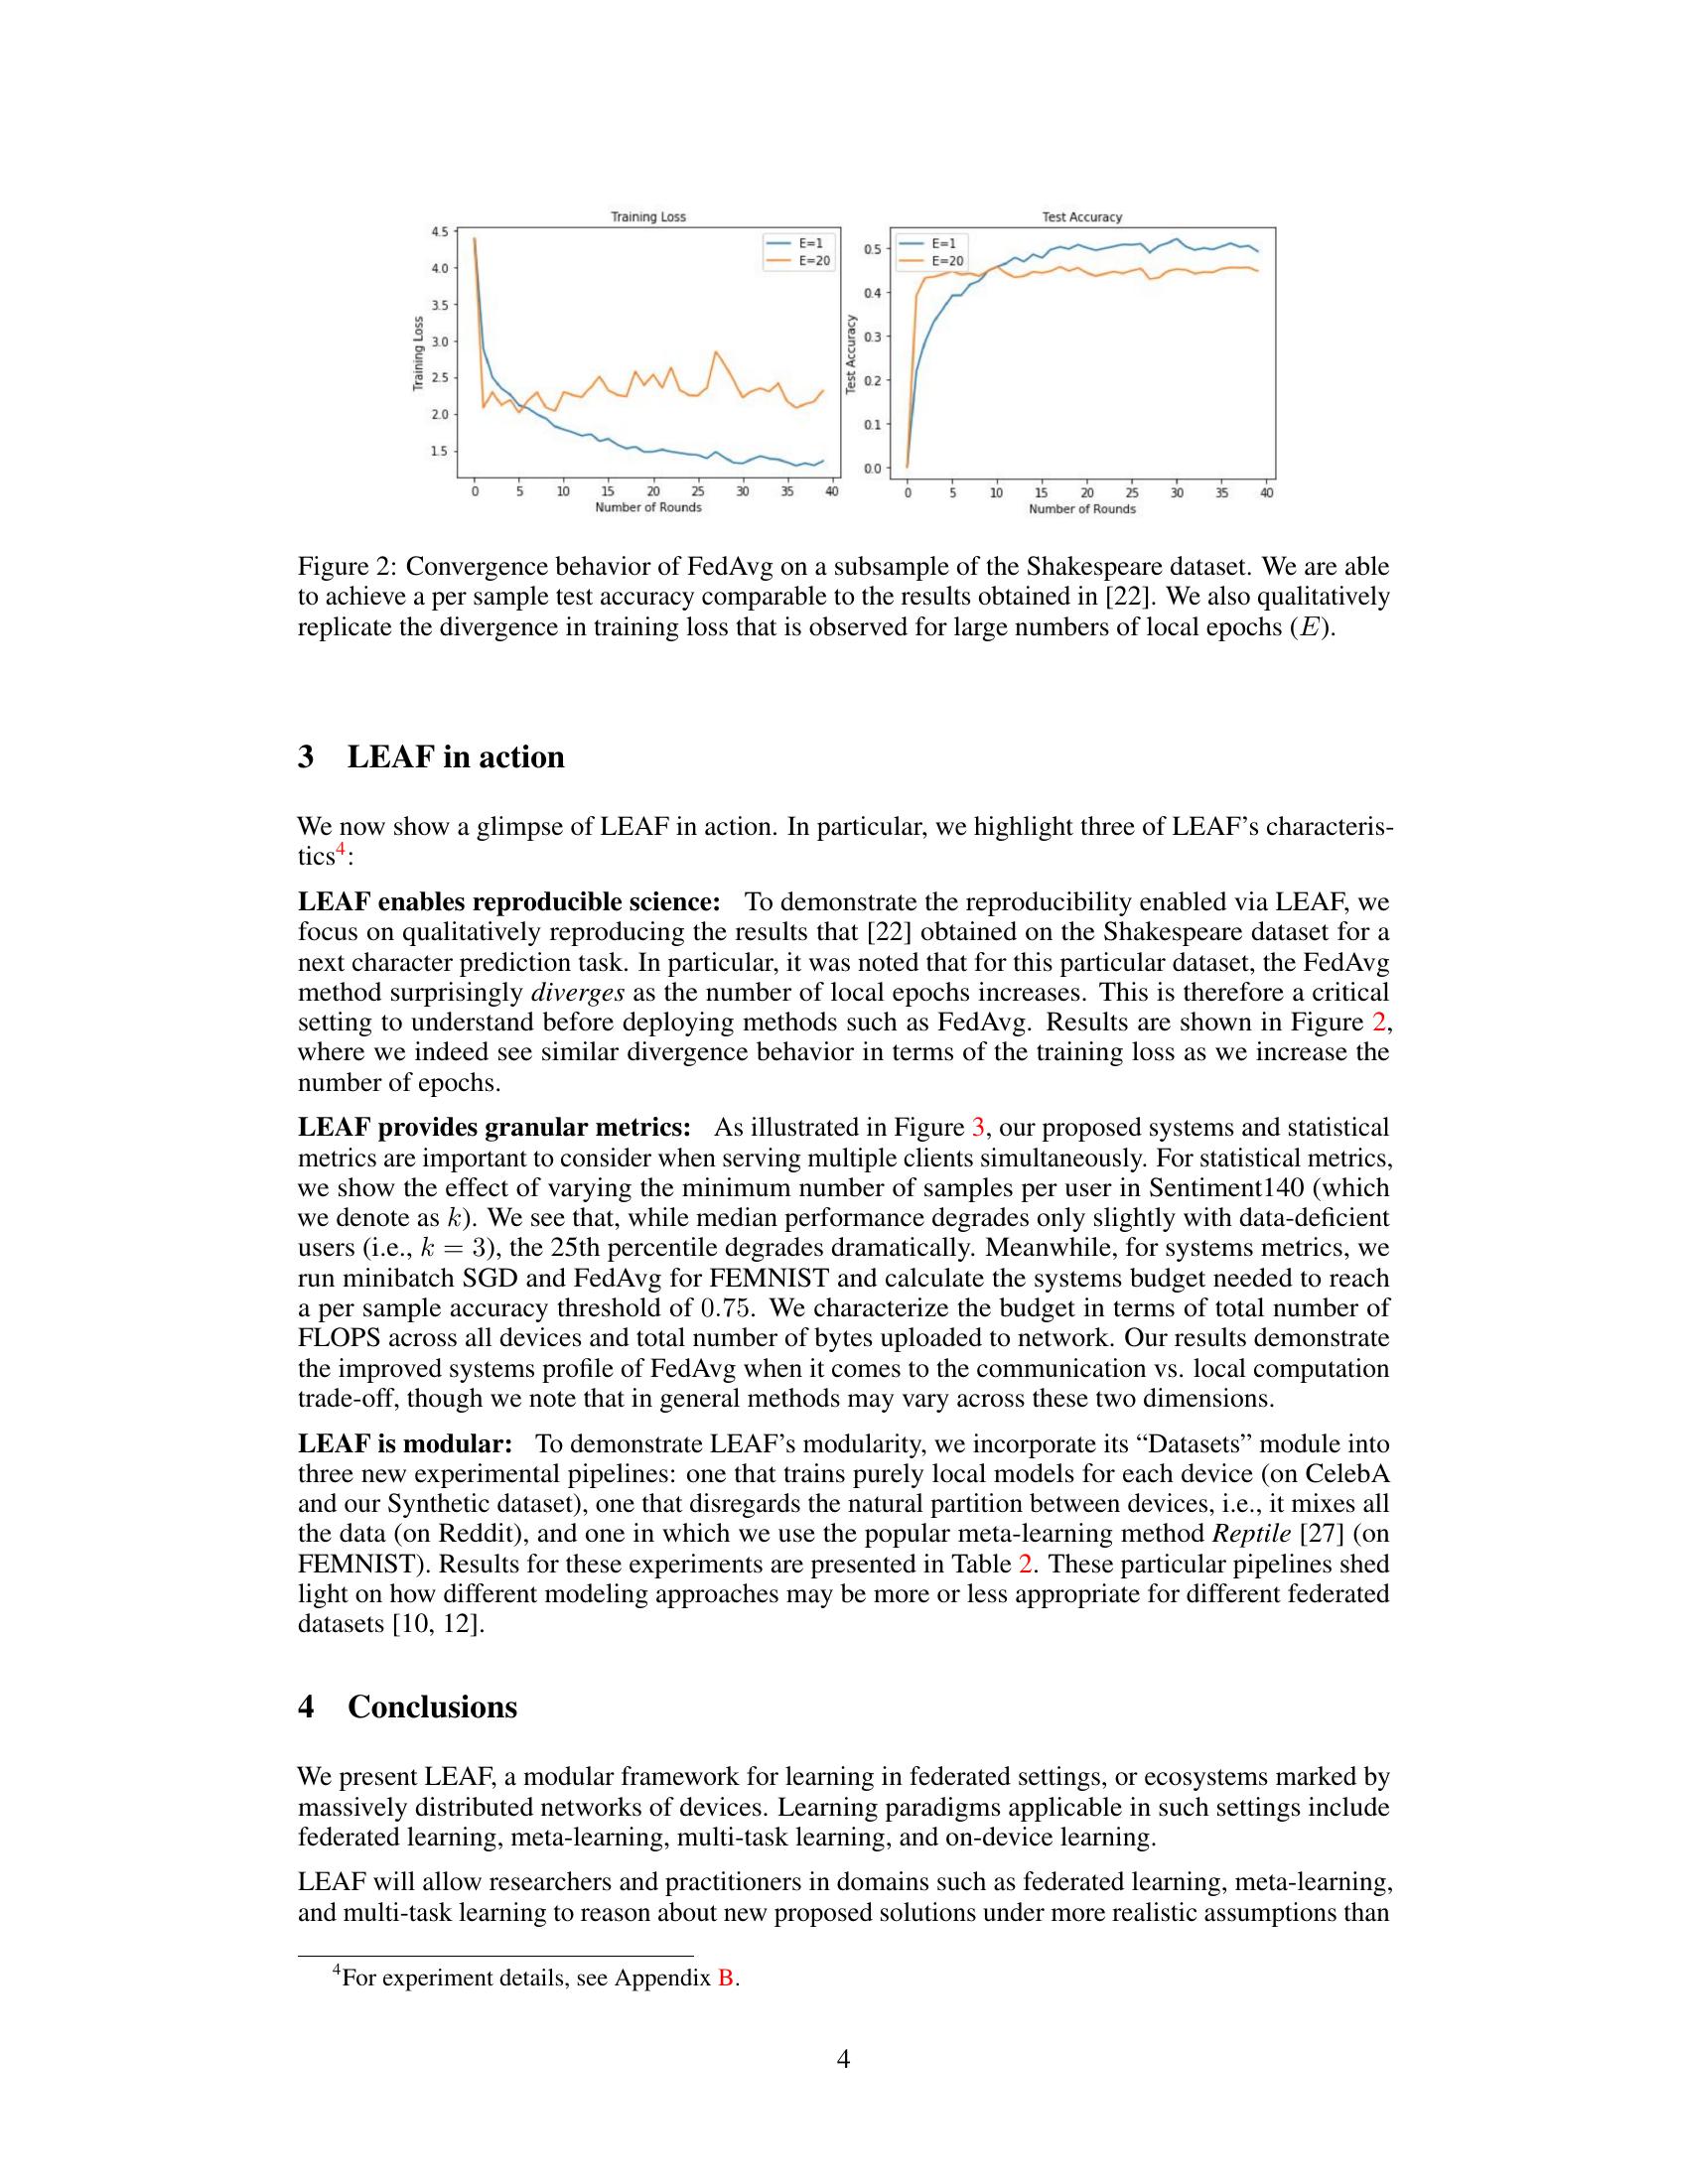 Training Loss
4.5
4.0
3.5
3.0
2.5
2.0
1.5
Training Loss
E=1
E=20
0 5 10 15 20 25 30 35 40
Number of Rounds
Test Accuracy
0.5
0.4
0.3
0.2
0.1
0.0
Test Accuracy
E=1
E=20
0 5 10 15 20 25 30 35 40
Number of Rounds
Figure 2: Convergence behavior of FedAvg on a subsample of the Shakespeare dataset. We are able
to achieve a per sample test accuracy comparable to the results obtained in [22]. We also qualitatively
replicate the divergence in training loss that is observed for large numbers of local epochs (E).
3 LEAF in action
We now show a glimpse of LEAF in action. In particular, we highlight three of LEAF's characteris-
tics4:
LEAF enables reproducible science: To demonstrate the reproducibility enabled via LEAF, we
focus on qualitatively reproducing the results that [22] obtained on the Shakespeare dataset for a
next character prediction task. In particular, it was noted that for this particular dataset, the FedAvg
method surprisingly diverges as the number of local epochs increases. This is therefore a critical
setting to understand before deploying methods such as FedAvg. Results are shown in Figure 2,
where we indeed see similar divergence behavior in terms of the training loss as we increase the
number of epochs.
LEAF provides granular metrics: As illustrated in Figure 3, our proposed systems and statistical
metrics are important to consider when serving multiple clients simultaneously. For statistical metrics,
we show the effect of varying the minimum number of samples per user in Sentiment140 (which
we denote as k). We see that, while median performance degrades only slightly with data-deficient
users (i.e., k = 3), the 25th percentile degrades dramatically. Meanwhile, for systems metrics, we
run minibatch SGD and FedAvg for FEMNIST and calculate the systems budget needed to reach
a per sample accuracy threshold of 0.75. We characterize the budget in terms of total number of
FLOPS across all devices and total number of bytes uploaded to network. Our results demonstrate
the improved systems profile of FedAvg when it comes to the communication vs. local computation
trade-off, though we note that in general methods may vary across these two dimensions.
LEAF is modular: To demonstrate LEAF's modularity, we incorporate its “Datasets” module into
three new experimental pipelines: one that trains purely local models for each device (on CelebA
and our Synthetic dataset), one that disregards the natural partition between devices, i.e., it mixes all
the data (on Reddit), and one in which we use the popular meta-learning method Reptile [27] (on
FEMNIST). Results for these experiments are presented in Table 2. These particular pipelines shed
light on how different modeling approaches may be more or less appropriate for different federated
datasets [10, 12].
4 Conclusions
We present LEAF, a modular framework for learning in federated settings, or ecosystems marked by
massively distributed networks of devices. Learning paradigms applicable in such settings include
federated learning, meta-learning, multi-task learning, and on-device learning.
LEAF will allow researchers and practitioners in domains such as federated learning, meta-learning,
and multi-task learning to reason about new proposed solutions under more realistic assumptions than
4For experiment details, see Appendix B.
4